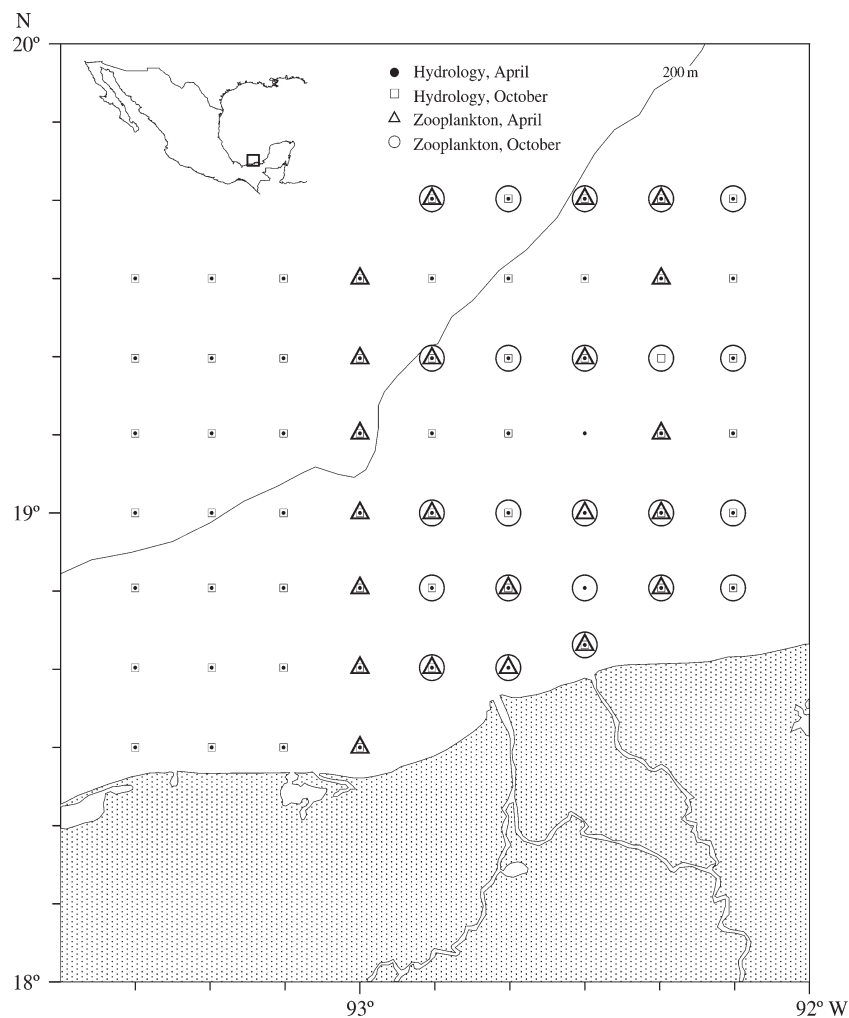 N
20º
Hydrology, April
Hydrology, October
Zooplankton, April
Zooplankton, October
200 m
19º
18º
93º
92º W